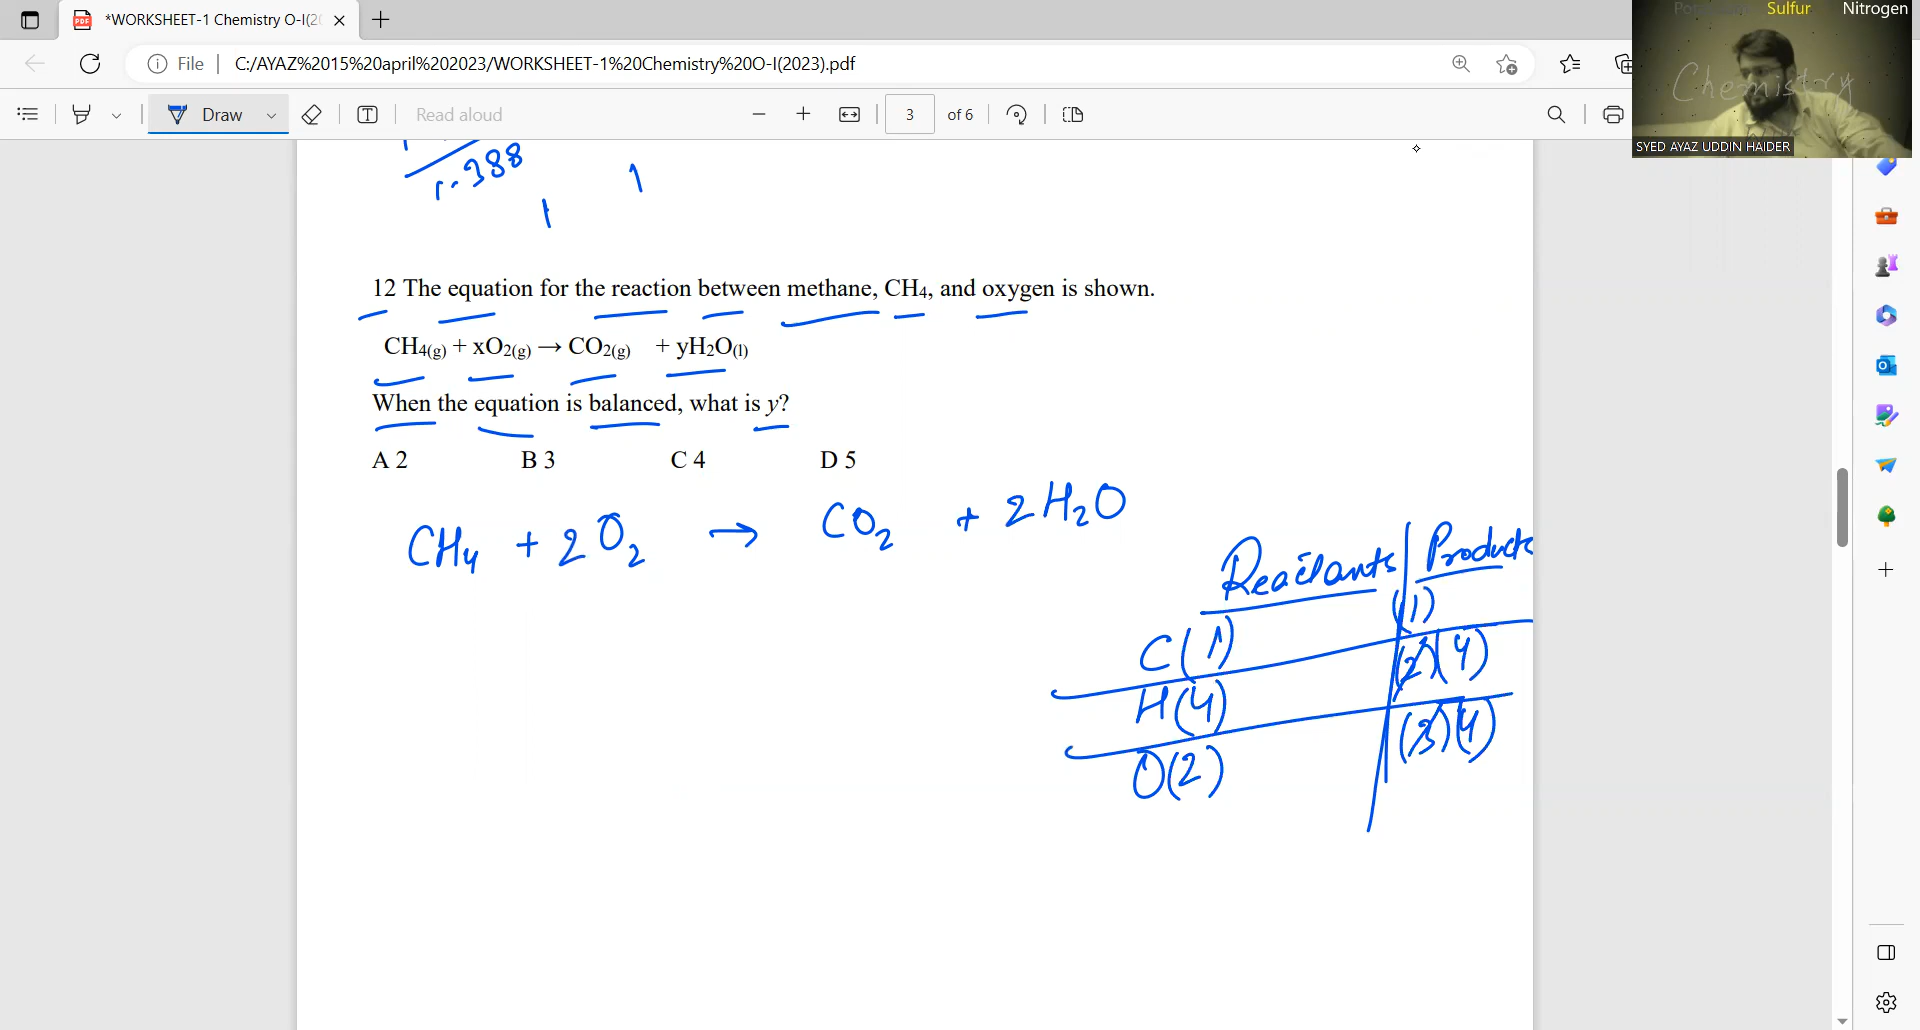 *WORKSHEET-1 Chemistry O-I(20
File
C:/AYAZ%2015%20april%202023/WORKSHEET-1%20Chemistry%20O-I(2023).pdf
Sulfur
Nitrogen
Chemistry
SYED AYAZ UDDIN HAIDER
Draw
Read aloud
3
of 6
388
1
1
12 The equation for the reaction between methane, CH4, and oxygen is shown.
CH4(g) + xO2(g) → CO2(g) + yH2O(l)
When the equation is balanced, what is y?
A 2 B 3 C 4 D 5
CH4 + 2O2 → CO2 + 2H2O
Reactants Products
C(1) (1)
H(4) (2)(4)
O(2) (3)(4)